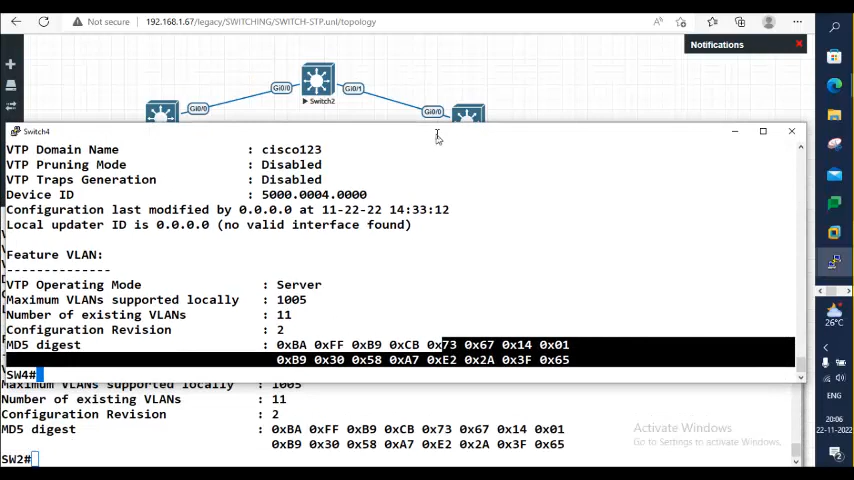 Not secure
192.168.1.67/legacy/SWITCHING/SWITCH-STP.unl/topology
Notifications
Gi0/0
Gi0/0
Gi0/1
Gi0/0
Switch2
Switch4
VTP Domain Name : cisco123
VTP Pruning Mode : Disabled
VTP Traps Generation : Disabled
Device ID : 5000.0004.0000
Configuration last modified by 0.0.0.0 at 11-22-22 14:33:12
Local updater ID is 0.0.0.0 (no valid interface found)
Feature VLAN:
--------------
VTP Operating Mode : Server
Maximum VLANs supported locally : 1005
Number of existing VLANs : 11
Configuration Revision : 2
MD5 digest : 0xBA 0xFF 0xB9 0xCB 0x73 0x67 0x14 0x01
0xB9 0x30 0x58 0xA7 0xE2 0x2A 0x3F 0x65
SW4#
Maximum VLANs supported locally : 1005
Number of existing VLANs : 11
Configuration Revision : 2
MD5 digest : 0xBA 0xFF 0xB9 0xCB 0x73 0x67 0x14 0x01
0xB9 0x30 0x58 0xA7 0xE2 0x2A 0x3F 0x65
SW2#
Activate Windows
Go to Settings to activate Windows.
26°C
ENG
20:06
22-11-2022
2